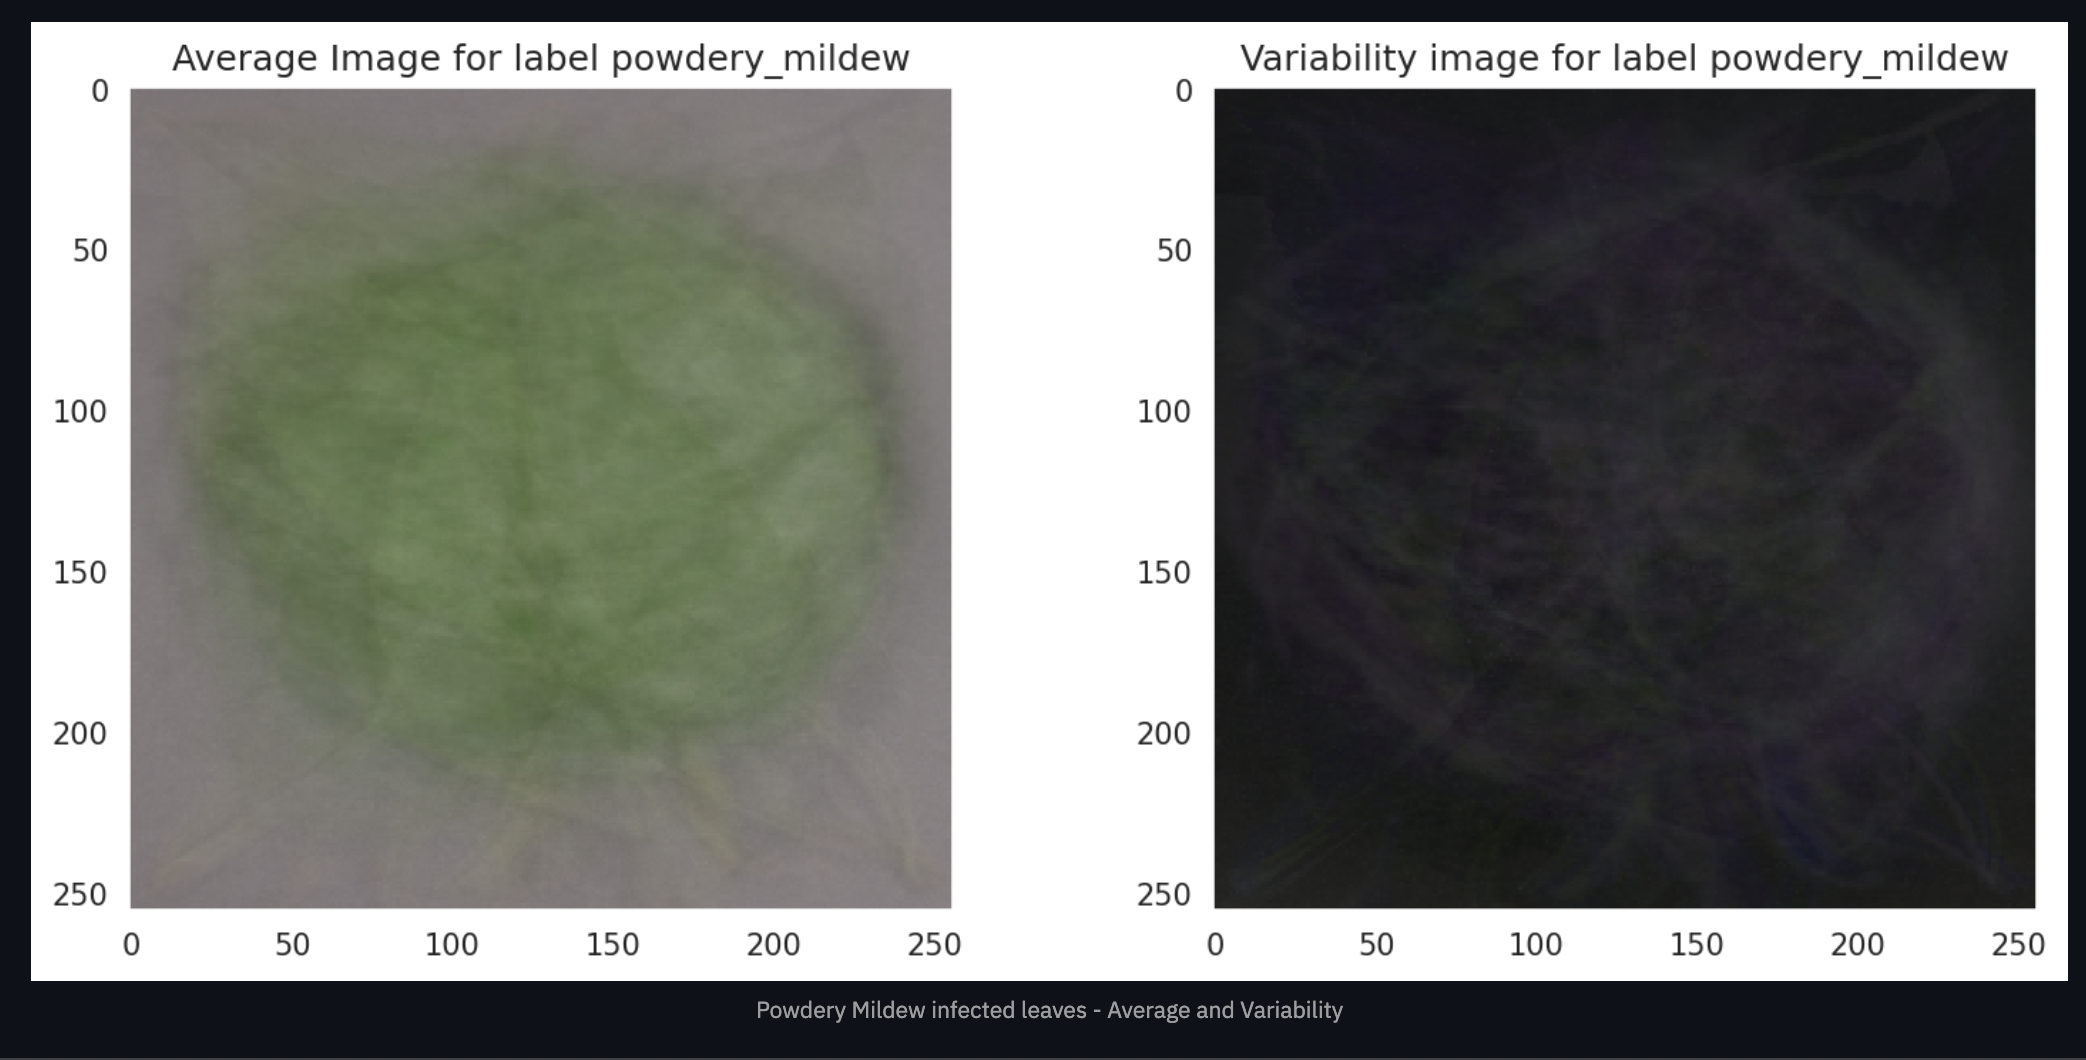 Average Image for label powdery_mildew
0
50
100
150
200
250
0 50 100 150 200 250
Variability image for label powdery_mildew
0
50
100
150
200
250
0 50 100 150 200 250
Powdery Mildew infected leaves - Average and Variability